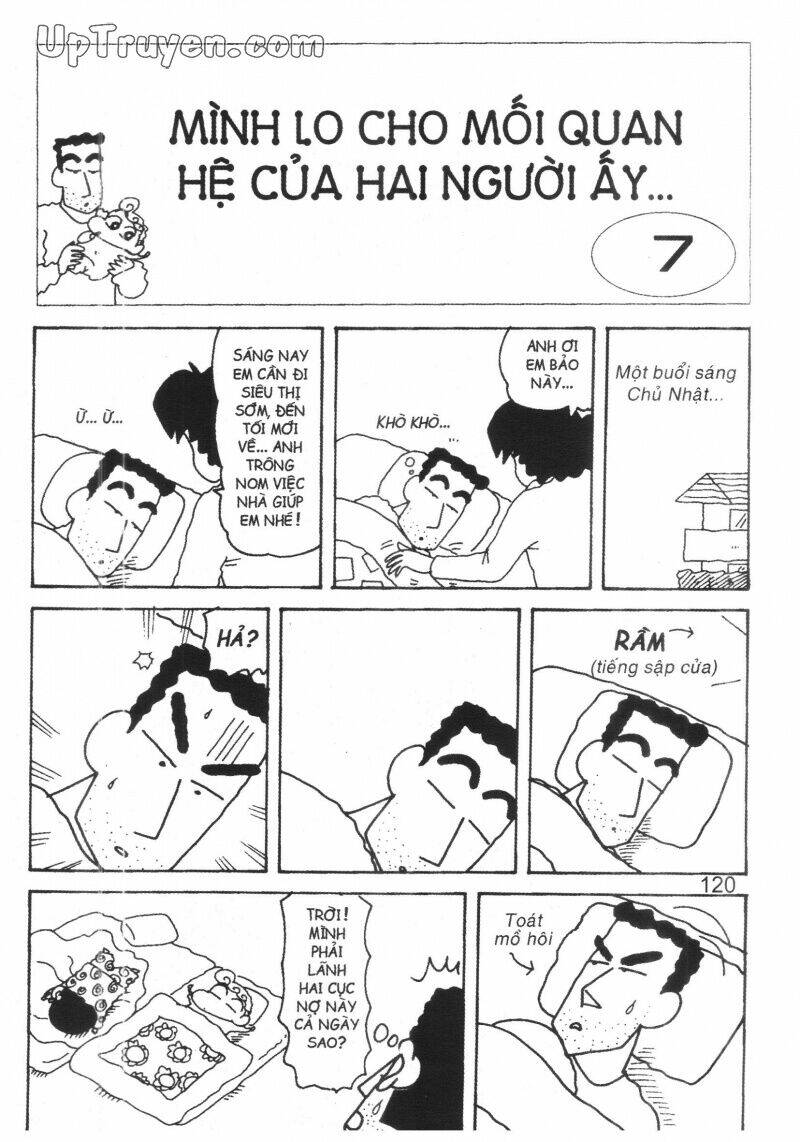 UpTruyen.com
MÌNH LO CHO MỐI QUAN
HỆ CỦA HAI NGƯỜI ẤY...
7
Một buổi sáng
Chủ Nhật...
ANH ƠI
EM BẢO
NÀY...
KHÒ KHÒ...
SÁNG NAY
EM CẦN ĐI
SIÊU THỊ
SỚM, ĐẾN
TỐI MỚI
VỀ... ANH
TRÔNG
NOM VIỆC
NHÀ GIÚP
EM NHÉ!
Ừ... Ừ...
RẦM
(tiếng sập cửa)
HẢ?
Toát
mồ hôi
TRỜI!
MÌNH
PHẢI
LÃNH
HAI CỤC
NỢ NÀY
CẢ NGÀY
SAO?
120